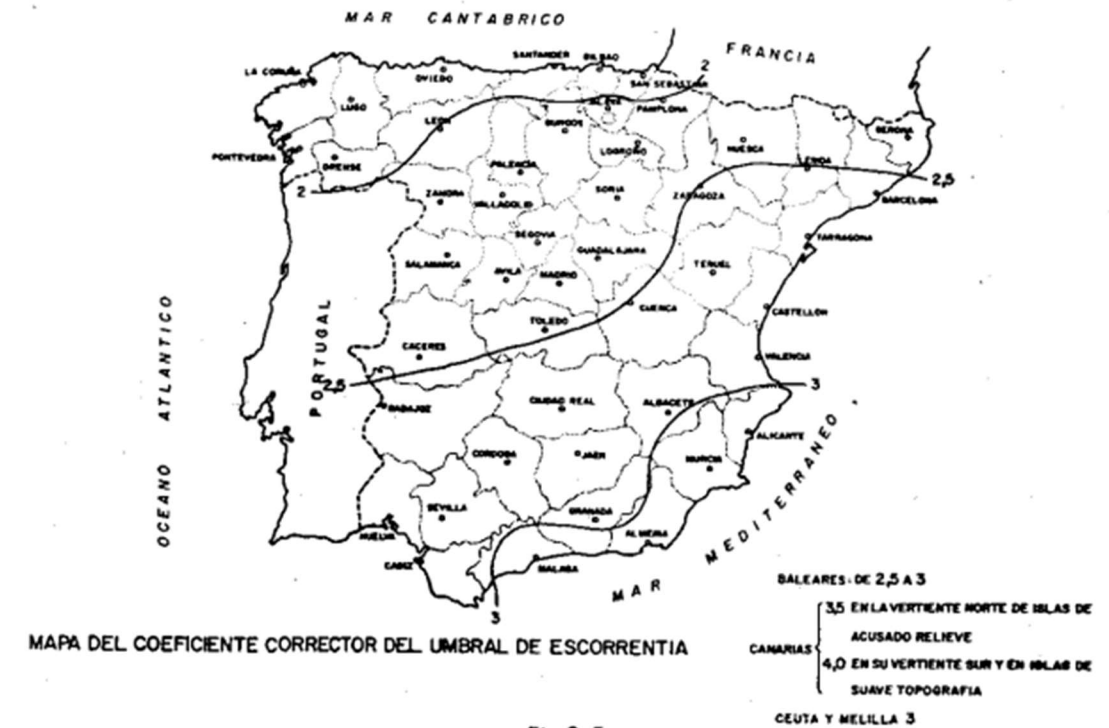 MAR CANTABRICO
FRANCIA
SANTANDER
BILBAO
LA CORUÑA
OVIEDO
SAN SEBASTIAN
2
LUGO
ALAVA
PAMPLONA
LEON
BURGOS
GERONA
LOGROÑO
HUESCA
PONTEVEDRA
ORENSE
PALENCIA
LERIDA
2
ZAMORA
VALLADOLID
SORIA
ZARAGOZA
2,5
BARCELONA
SEGOVIA
TARRAGONA
SALAMANCA
AVILA
MADRID
GUADALAJARA
TERUEL
CUENCA
CASTELLON
TOLEDO
CACERES
VALENCIA
PORTUGAL
OCEANO ATLANTICO
2,5
3
BADAJOZ
CIUDAD REAL
ALBACETE
ALICANTE
CORDOBA
JAEN
MURCIA
SEVILLA
GRANADA
HUELVA
ALMERIA
CADIZ
MALAGA
MAR MEDITERRANEO
3
MAPA DEL COEFICIENTE CORRECTOR DEL UMBRAL DE ESCORRENTIA
BALEARES: DE 2,5 A 3
CANARIAS
3,5 EN LA VERTIENTE NORTE DE ISLAS DE
ACUSADO RELIEVE
4,0 EN SU VERTIENTE SUR Y EN ISLAS DE
SUAVE TOPOGRAFIA
CEUTA Y MELILLA 3